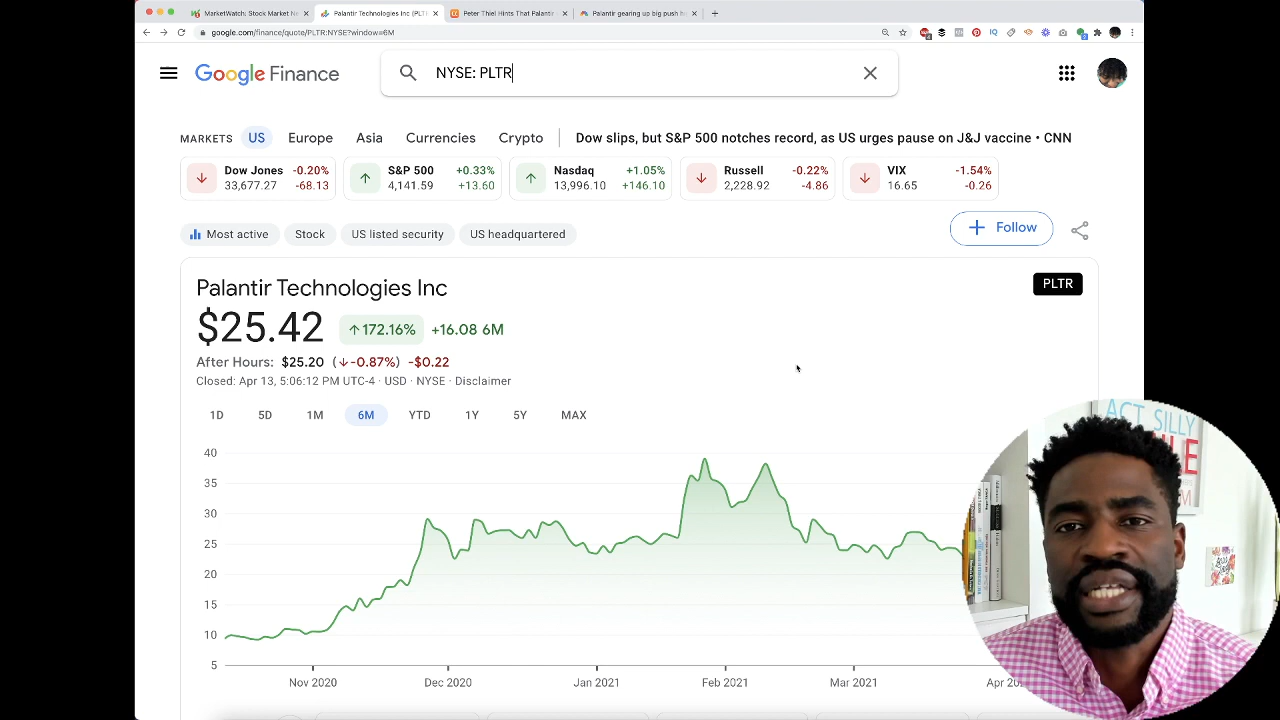 MarketWatch: Stock Market N
Palantir Technologies Inc (PLT
Peter Thiel Hints That Palantir
Palantir gearing up big push
google.com/finance/quote/PLTR:NYSE?window=6M
Google Finance
NYSE: PLTR
MARKETS US Europe Asia Currencies Crypto
Dow slips, but S&P 500 notches record, as US urges pause on J&J vaccine • CNN
Dow Jones -0.20%
33,677.27 -68.13
S&P 500 +0.33%
4,141.59 +13.60
Nasdaq +1.05%
13,996.10 +146.10
Russell -0.22%
2,228.92 -4.86
VIX -1.54%
16.65 -0.26
Most active Stock US listed security US headquartered
Follow
Palantir Technologies Inc
PLTR
$25.42 172.16% +16.08 6M
After Hours: $25.20 (-0.87%) -$0.22
Closed: Apr 13, 5:06:12 PM UTC-4 · USD · NYSE · Disclaimer
1D 5D 1M 6M YTD 1Y 5Y MAX
40
35
30
25
20
15
10
5
Nov 2020 Dec 2020 Jan 2021 Feb 2021 Mar 2021 Apr
ACT SILLY